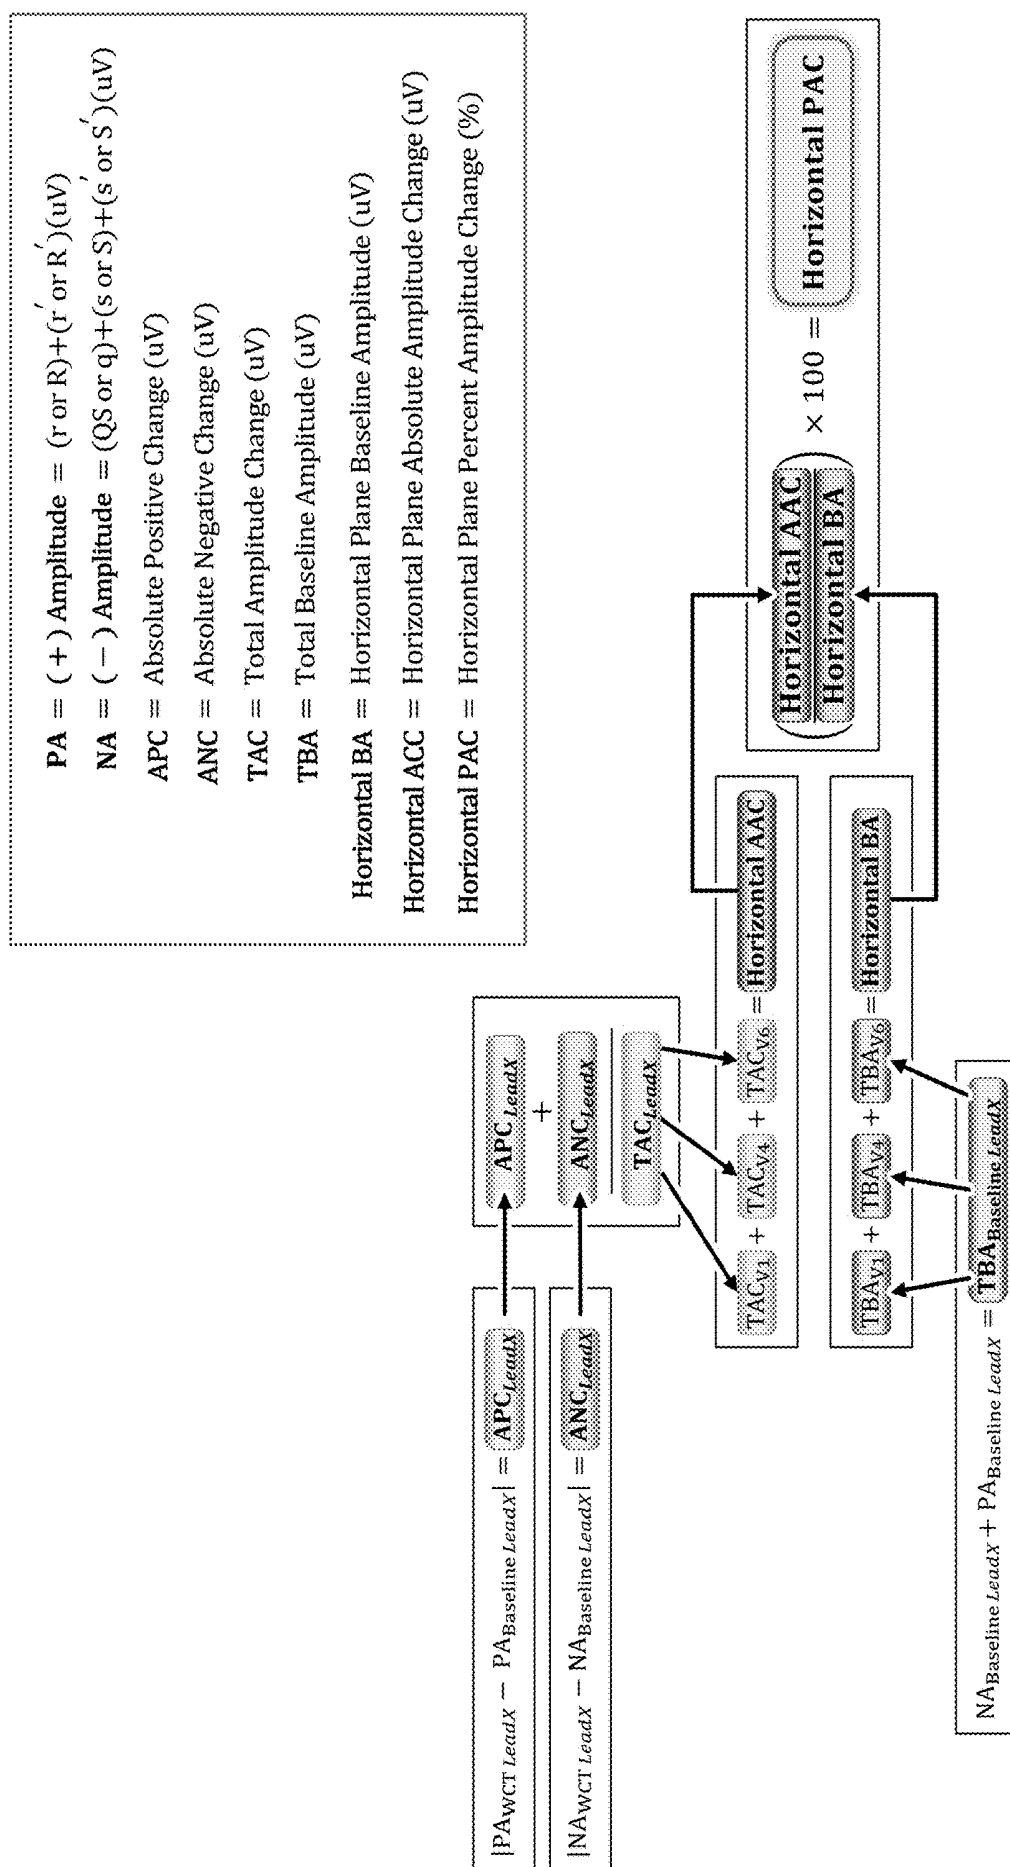 PA = (+) Amplitude = (r or R)+(r′ or R′)(uV)
NA = (−) Amplitude = (QS or q)+(s or S)+(s′ or S′)(uV)
APC = Absolute Positive Change (uV)
ANC = Absolute Negative Change (uV)
TAC = Total Amplitude Change (uV)
TBA = Total Baseline Amplitude (uV)
Horizontal BA = Horizontal Plane Baseline Amplitude (uV)
Horizontal ACC = Horizontal Plane Absolute Amplitude Change (uV)
Horizontal PAC = Horizontal Plane Percent Amplitude Change (%)
|PA_WCT LeadX − PA_Baseline LeadX| = APC_LeadX
|NA_WCT LeadX − NA_Baseline LeadX| = ANC_LeadX
APC_LeadX
+
ANC_LeadX
TAC_LeadX
TAC_V1 + TAC_V4 + TAC_V6 = Horizontal AAC
TBA_V1 + TBA_V4 + TBA_V6 = Horizontal BA
NA_Baseline LeadX + PA_Baseline LeadX = TBA_Baseline LeadX
(Horizontal AAC
Horizontal BA) × 100 = Horizontal PAC